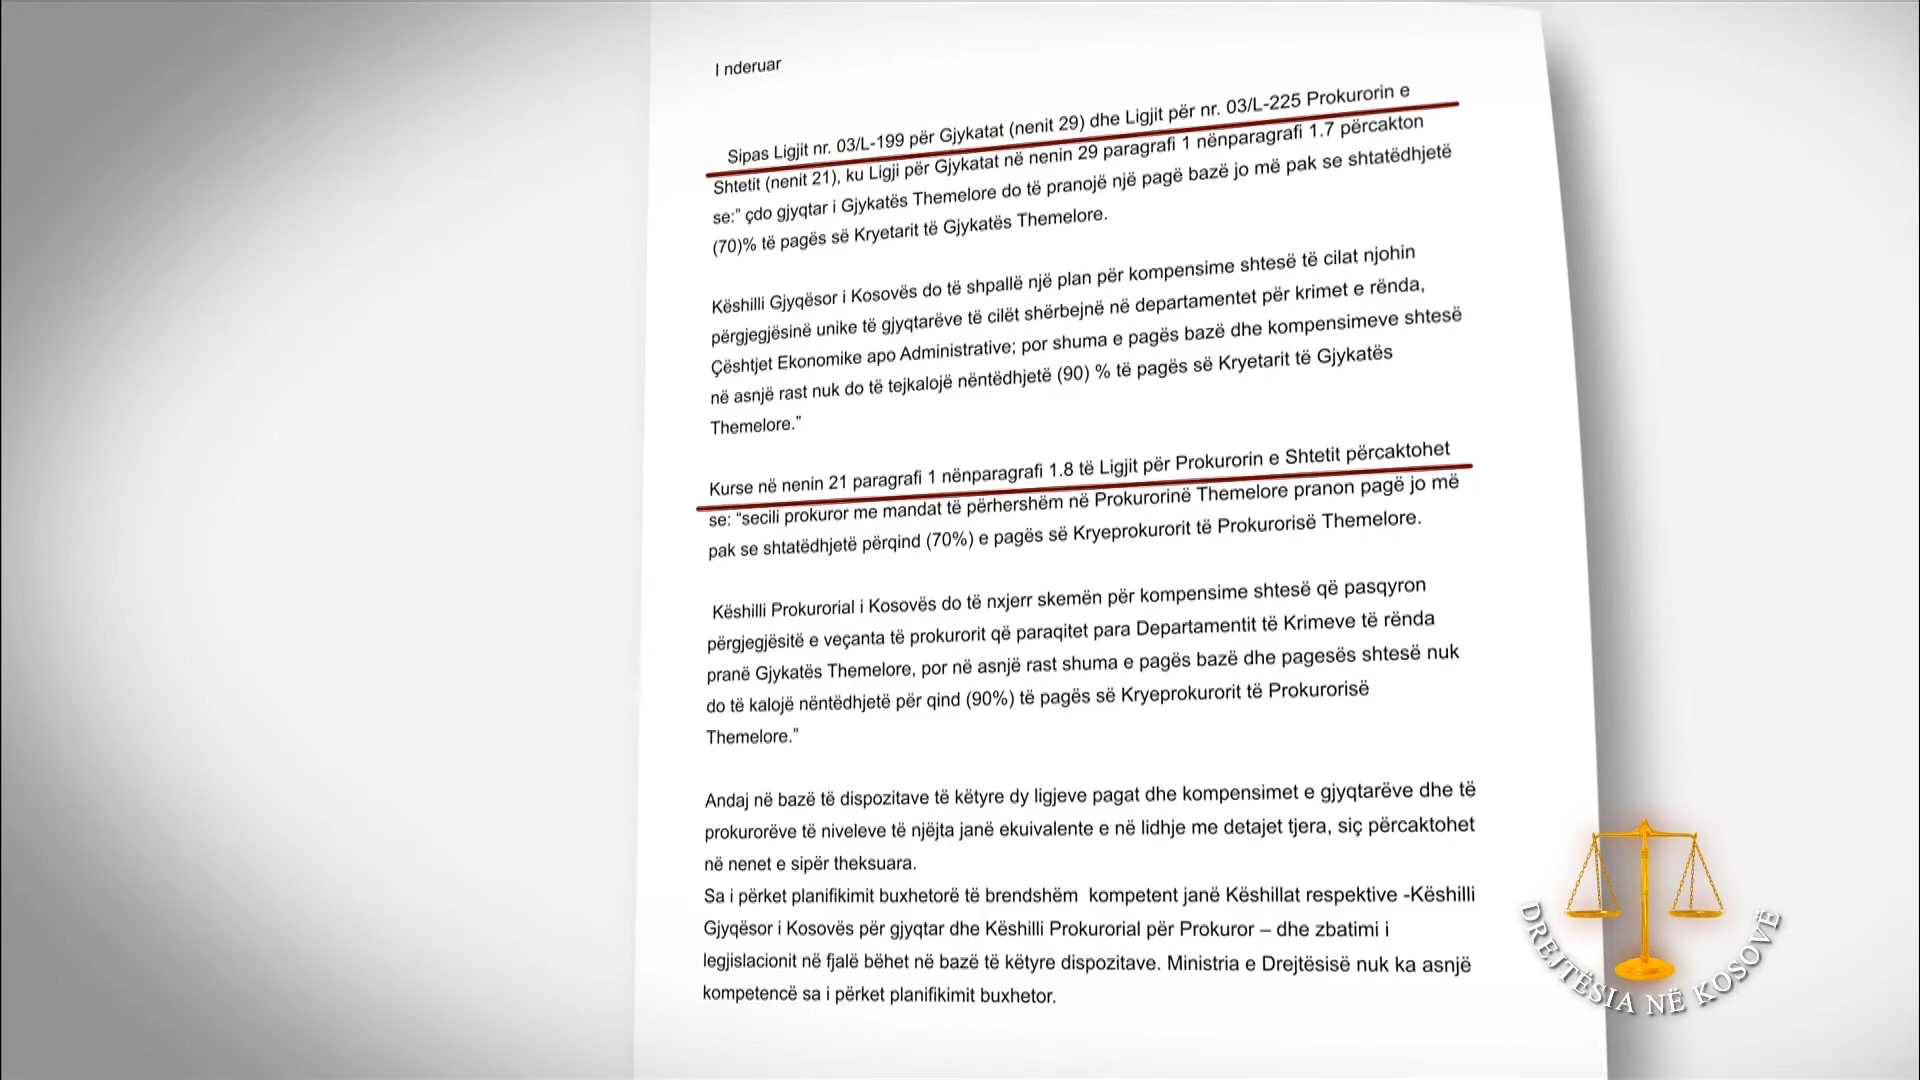 I nderuar
Sipas Ligjit nr. 03/L-199 për Gjykatat (nenit 29) dhe Ligjit për nr. 03/L-225 Prokurorin e
Shtetit (nenit 21), ku Ligji për Gjykatat në nenin 29 paragrafi 1 nënparagrafi 1.7 përcakton
se:” çdo gjyqtar i Gjykatës Themelore do të pranojë një pagë bazë jo më pak se shtatëdhjetë
(70)% të pagës së Kryetarit të Gjykatës Themelore.
Këshilli Gjyqësor i Kosovës do të shpallë një plan për kompensime shtesë të cilat njohin
përgjegjësinë unike të gjyqtarëve të cilët shërbejnë në departamentet për krimet e rënda,
Çështjet Ekonomike apo Administrative; por shuma e pagës bazë dhe kompensimeve shtesë
në asnjë rast nuk do të tejkalojë nëntëdhjetë (90) % të pagës së Kryetarit të Gjykatës
Themelore.”
Kurse në nenin 21 paragrafi 1 nënparagrafi 1.8 të Ligjit për Prokurorin e Shtetit përcaktohet
se: “secili prokuror me mandat të përhershëm në Prokurorinë Themelore pranon pagë jo më
pak se shtatëdhjetë përqind (70%) e pagës së Kryeprokurorit të Prokurorisë Themelore.
Këshilli Prokurorial i Kosovës do të nxjerr skemën për kompensime shtesë që pasqyron
përgjegjësitë e veçanta të prokurorit që paraqitet para Departamentit të Krimeve të rënda
pranë Gjykatës Themelore, por në asnjë rast shuma e pagës bazë dhe pagesës shtesë nuk
do të kalojë nëntëdhjetë për qind (90%) të pagës së Kryeprokurorit të Prokurorisë
Themelore.”
Andaj në bazë të dispozitave të këtyre dy ligjeve pagat dhe kompensimet e gjyqtarëve dhe të
prokurorëve të niveleve të njëjta janë ekuivalente e në lidhje me detajet tjera, siç përcaktohet
në nenet e sipër theksuara.
Sa i përket planifikimit buxhetorë të brendshëm kompetent janë Këshillat respektive -Këshilli
Gjyqësor i Kosovës për gjyqtar dhe Këshilli Prokurorial për Prokuror – dhe zbatimi i
legjislacionit në fjalë bëhet në bazë të këtyre dispozitave. Ministria e Drejtësisë nuk ka asnjë
kompetencë sa i përket planifikimit buxhetor.
DREJTËSIA NË KOSOVË